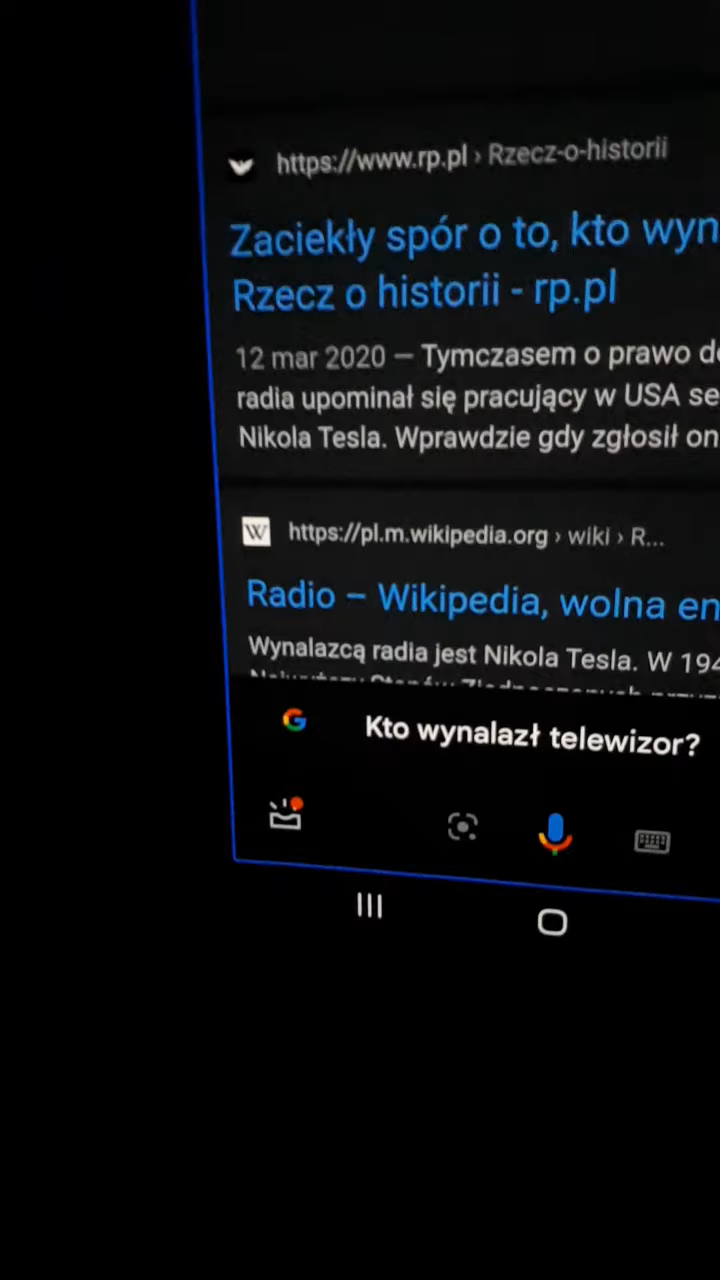 https://www.rp.pl › Rzecz-o-historii
Zaciekły spór o to, kto wyn
Rzecz o historii - rp.pl
12 mar 2020 — Tymczasem o prawo do
radia upominał się pracujący w USA se
Nikola Tesla. Wprawdzie gdy zgłosił on
W https://pl.m.wikipedia.org › wiki › R...
Radio – Wikipedia, wolna en
Wynalazcą radia jest Nikola Tesla. W 194
G Kto wynalazł telewizor?